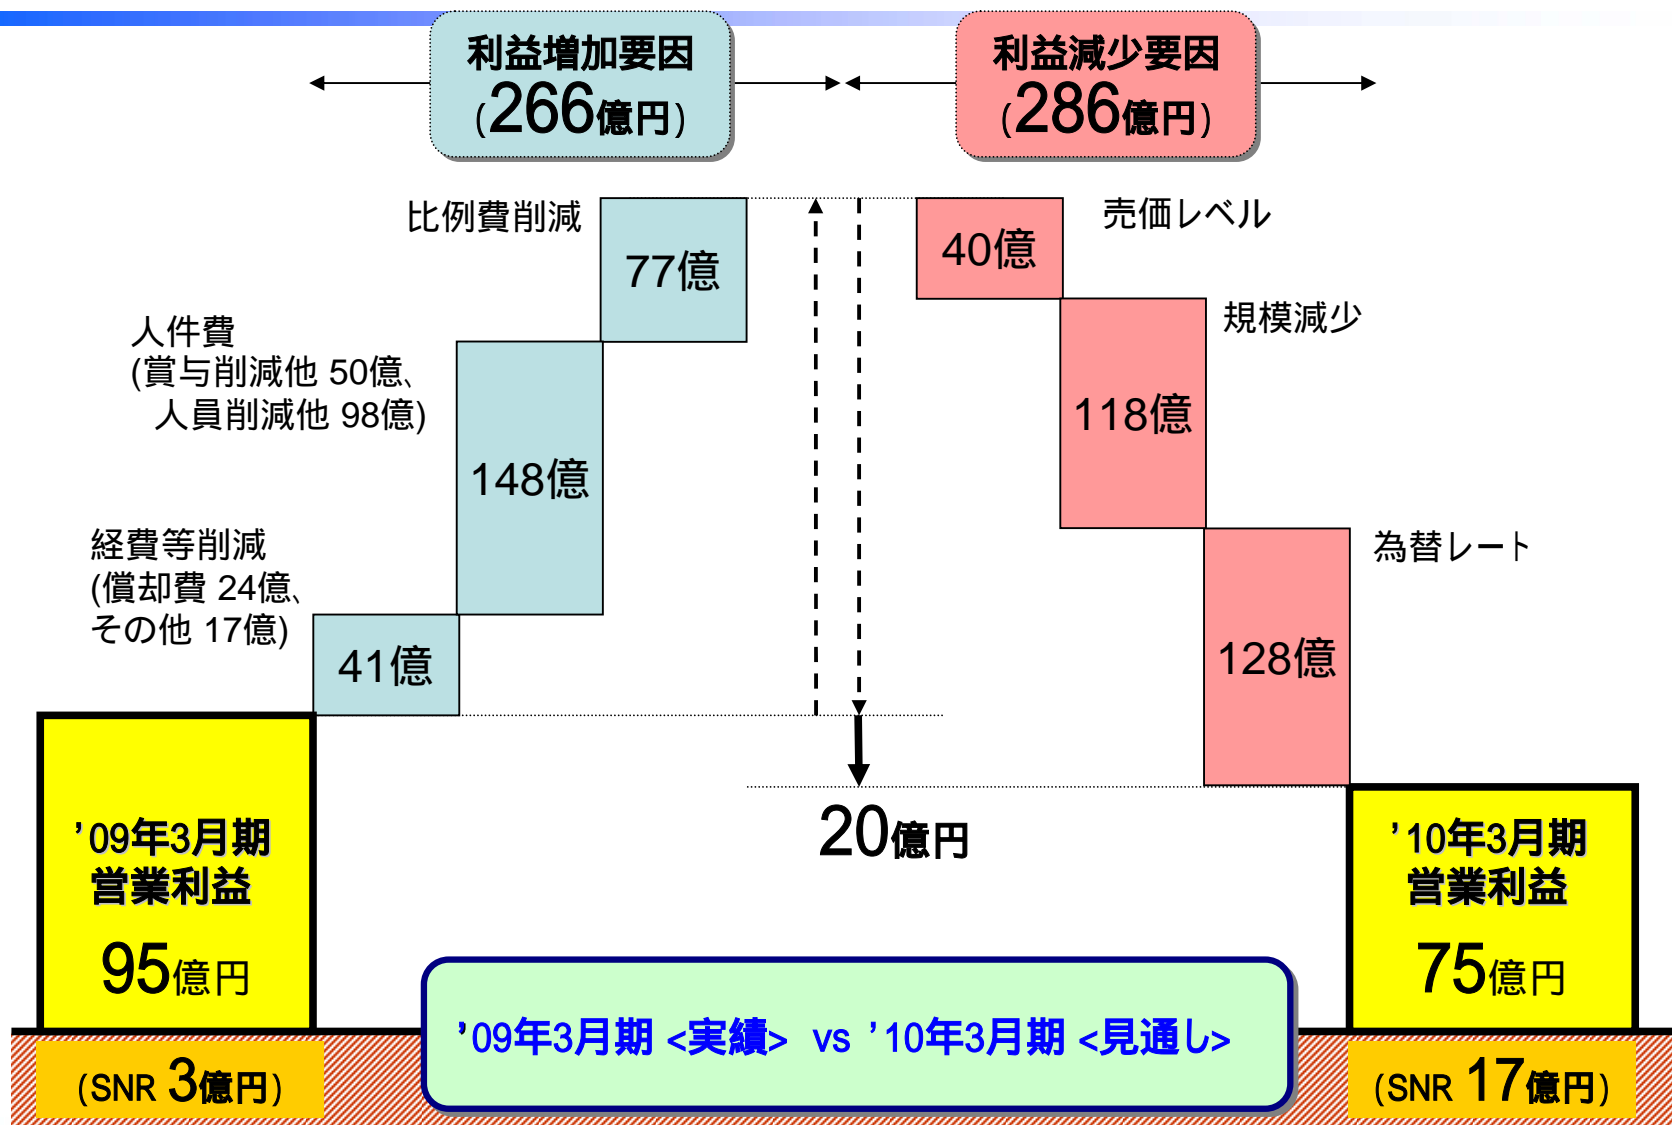 利益増加要因
(266億円)
利益減少要因
(286億円)
比例費削減
77億
40億
売価レベル
人件費
(賞与削減他 50億、
人員削減他 98億)
148億
規模減少
118億
経費等削減
(償却費 24億、
その他 17億)
41億
為替レート
128億
20億円
’09年3月期
営業利益
95億円
’10年3月期
営業利益
75億円
’09年3月期 <実績> vs ’10年3月期 <見通し>
(SNR 3億円)
(SNR 17億円)